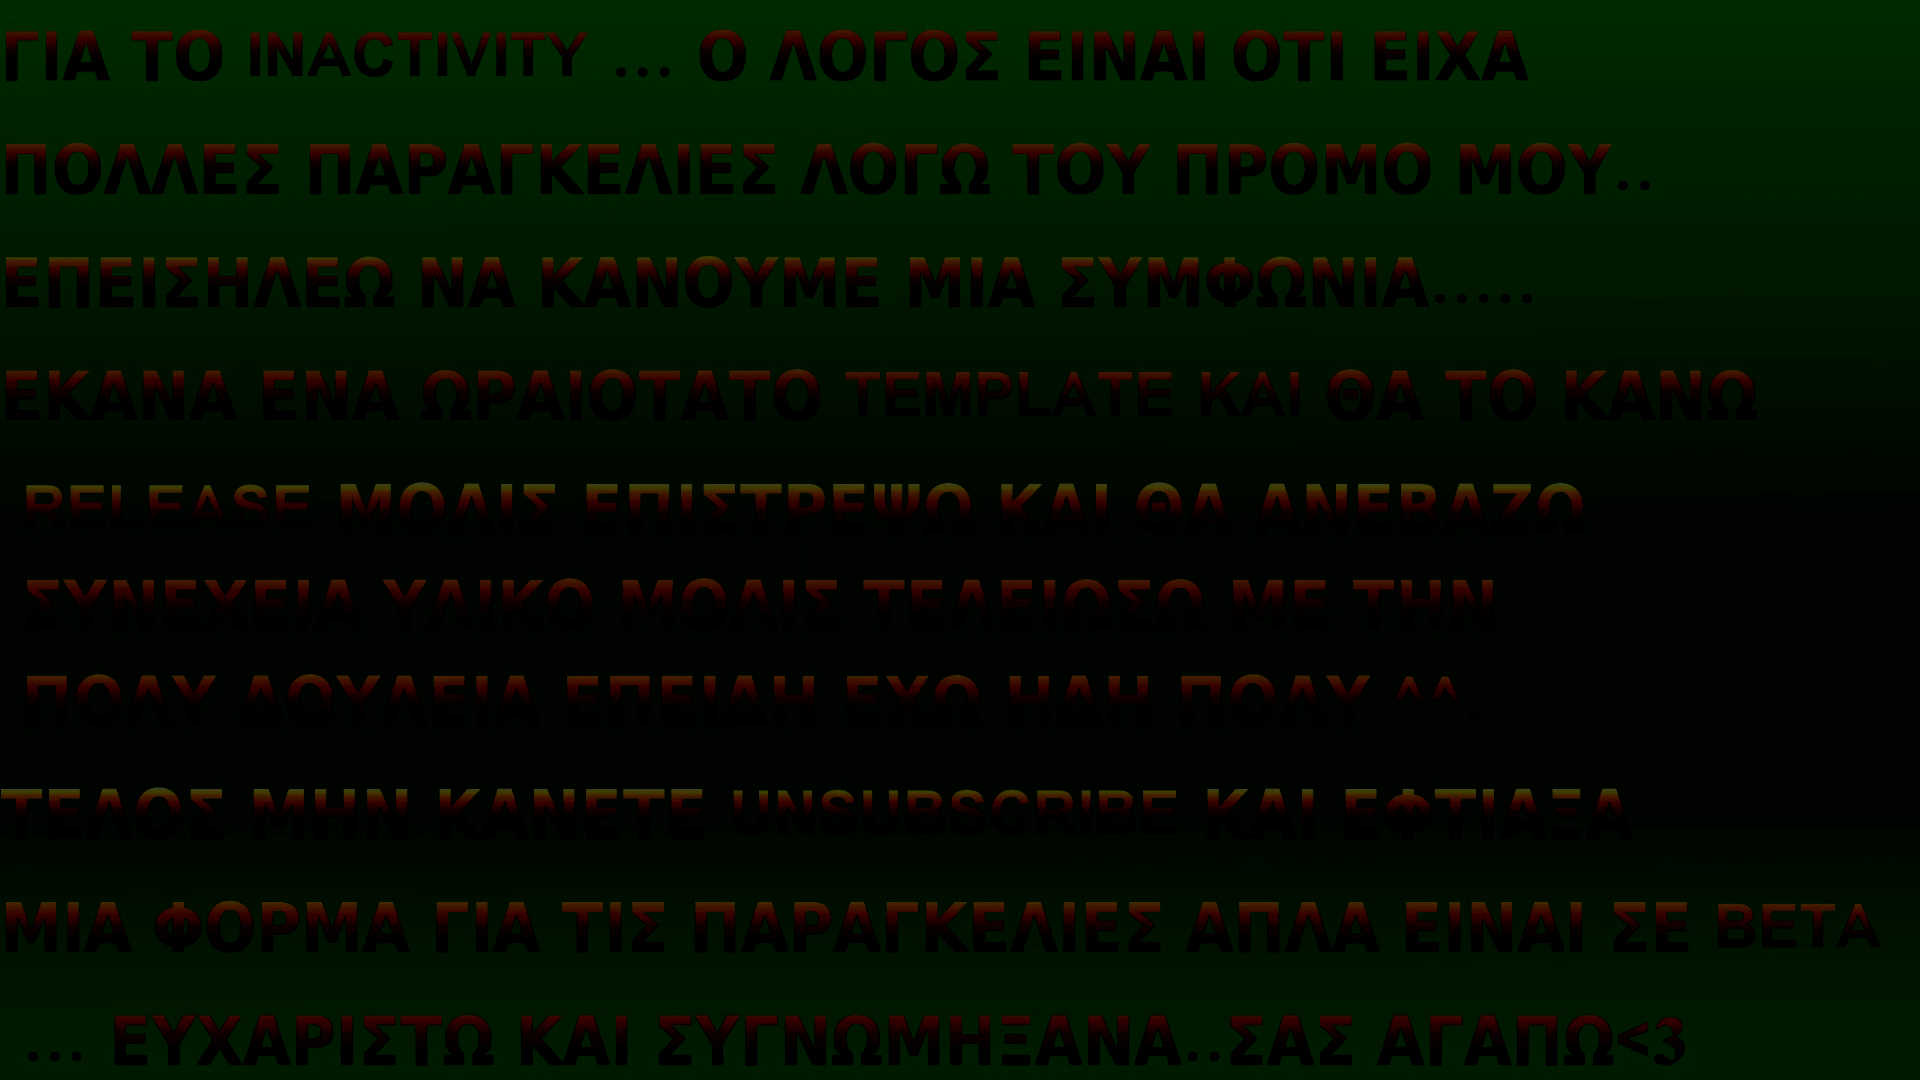 ΓΙΑ ΤΟ INACTIVITY ... Ο ΛΟΓΟΣ ΕΙΝΑΙ ΟΤΙ ΕΙΧΑ
ΠΟΛΛΕΣ ΠΑΡΑΓΚΕΛΙΕΣ ΛΟΓΩ ΤΟΥ ΠΡΟΜΟ ΜΟΥ..
ΕΠΕΙΣΗΛΕΩ ΝΑ ΚΑΝΟΥΜΕ ΜΙΑ ΣΥΜΦΩΝΙΑ.....
ΕΚΑΝΑ ΕΝΑ ΩΡΑΙΟΤΑΤΟ TEMPLATE ΚΑΙ ΘΑ ΤΟ ΚΑΝΩ
RELEASE ΜΟΛΙΣ ΕΠΙΣΤΡΕΨΩ ΚΑΙ ΘΑ ΑΝΕΒΑΖΩ
ΣΥΝΕΧΕΙΑ ΥΛΙΚΟ ΜΟΛΙΣ ΤΕΛΕΙΩΣΩ ΜΕ ΤΗΝ
ΠΟΛΥ ΔΟΥΛΕΙΑ ΕΠΕΙΔΗ ΕΧΩ ΗΔΗ ΠΟΛΥ ^^.
ΤΕΛΟΣ ΜΗΝ ΚΑΝΕΤΕ UNSUBSCRIBE ΚΑΙ ΕΦΤΙΑΞΑ
ΜΙΑ ΦΟΡΜΑ ΓΙΑ ΤΙΣ ΠΑΡΑΓΚΕΛΙΕΣ ΑΠΛΑ ΕΙΝΑΙ ΣΕ BETA
... ΕΥΧΑΡΙΣΤΩ ΚΑΙ ΣΥΓΝΩΜΗΞΑΝΑ..ΣΑΣ ΑΓΑΠΩ<3